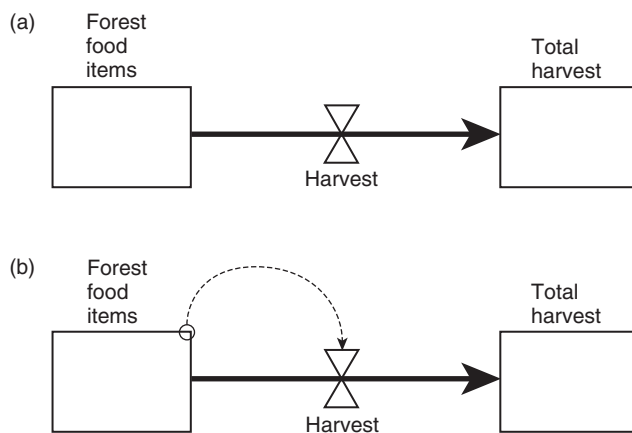 (a)
Forest
food
items
Total
harvest
Harvest
(b)
Forest
food
items
Total
harvest
Harvest